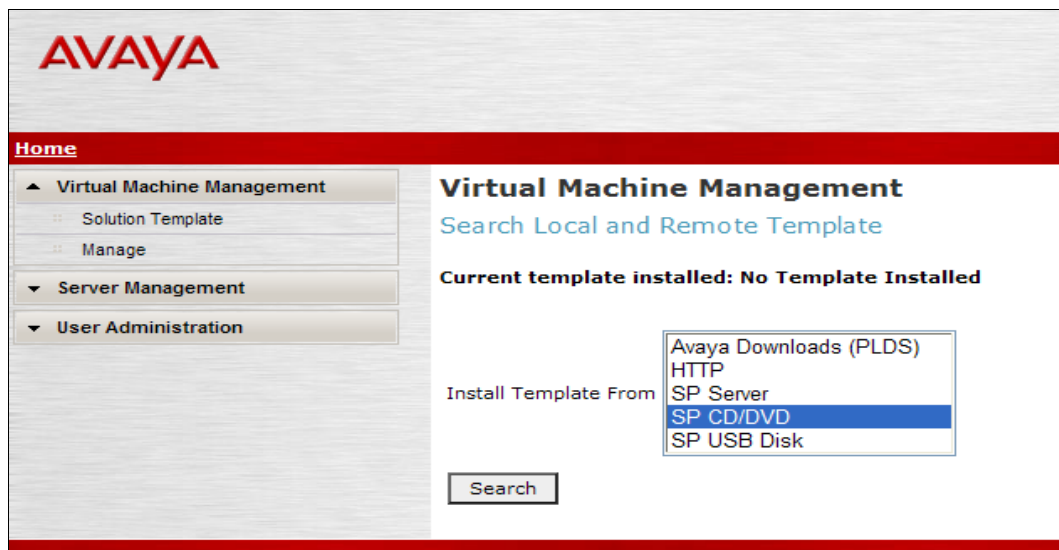 AVAYA
Home
Virtual Machine Management
Solution Template
Manage
Server Management
User Administration
Virtual Machine Management
Search Local and Remote Template
Current template installed: No Template Installed
Install Template From
Avaya Downloads (PLDS)
HTTP
SP Server
SP CD/DVD
SP USB Disk
Search